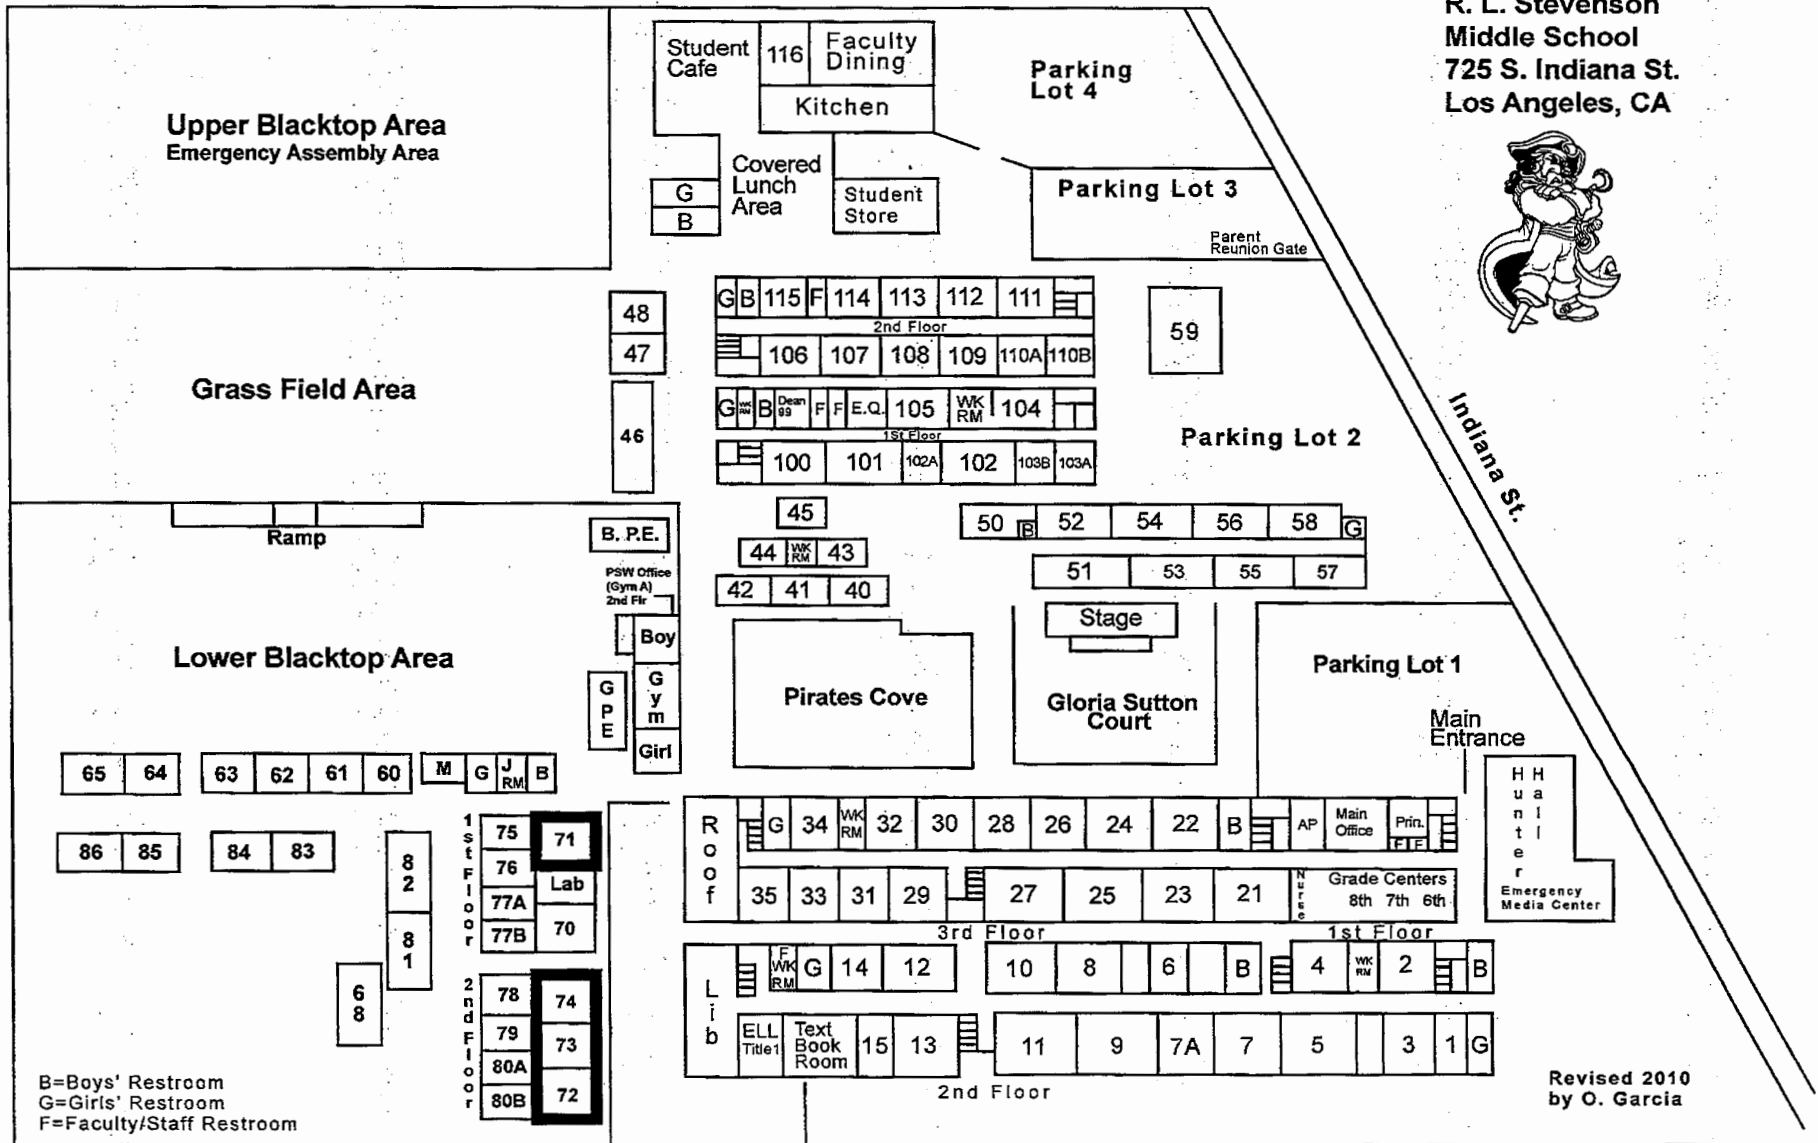 R. L. Stevenson
Middle School
725 S. Indiana St.
Los Angeles, CA
Upper Blacktop Area
Emergency Assembly Area
Student
Cafe
116
Faculty
Dining
Kitchen
Parking
Lot 4
Covered
Lunch
Area
G
B
Student
Store
Parking Lot 3
Parent
Reunion Gate
Grass Field Area
48
47
46
G B 115 F 114 113 112 111
2nd Floor
106 107 108 109 110A 110B
G WK RM B Dean 99 F F E.Q. 105 WK RM 104
1St Floor
100 101 102A 102 103B 103A
59
Parking Lot 2
Indiana St.
Ramp
B. P.E.
PSW Office
(Gym A)
2nd Flr
45
44 WK RM 43
42 41 40
50 B 52 54 56 58 G
51 53 55 57
Stage
Lower Blacktop Area
Boy
Gym
Girl
G P E
Pirates Cove
Gloria Sutton
Court
Parking Lot 1
Main
Entrance
65 64 63 62 61 60 M G J RM B
86 85 84 83
82
81
68
1st Floor
75
76
77A
77B
71
Lab
70
2nd Floor
78
79
80A
80B
74
73
72
Roof
G 34 WK RM 32 30 28 26 24 22 B AP Main Office Prin.
F F
35 33 31 29 27 25 23 21 Nurse Grade Centers
8th 7th 6th
3rd Floor 1st Floor
Hunter Hall
Emergency
Media Center
Lib
F WK RM G 14 12 10 8 6 B 4 WK RM 2 B
ELL Title1 Text Book Room 15 13 11 9 7A 7 5 3 1 G
2nd Floor
B=Boys' Restroom
G=Girls' Restroom
F=Faculty/Staff Restroom
Revised 2010
by O. Garcia